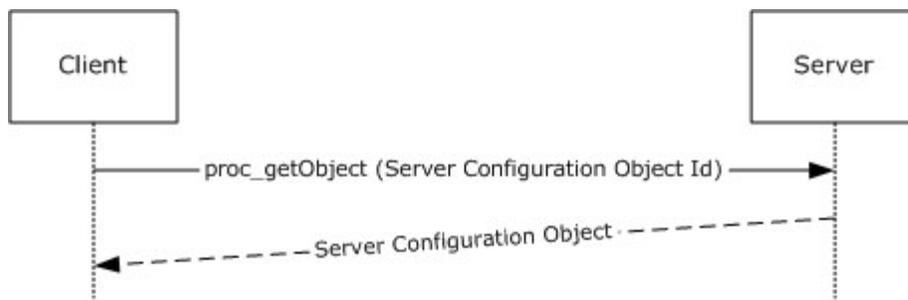 Client
Server
proc_getObject (Server Configuration Object Id)
Server Configuration Object